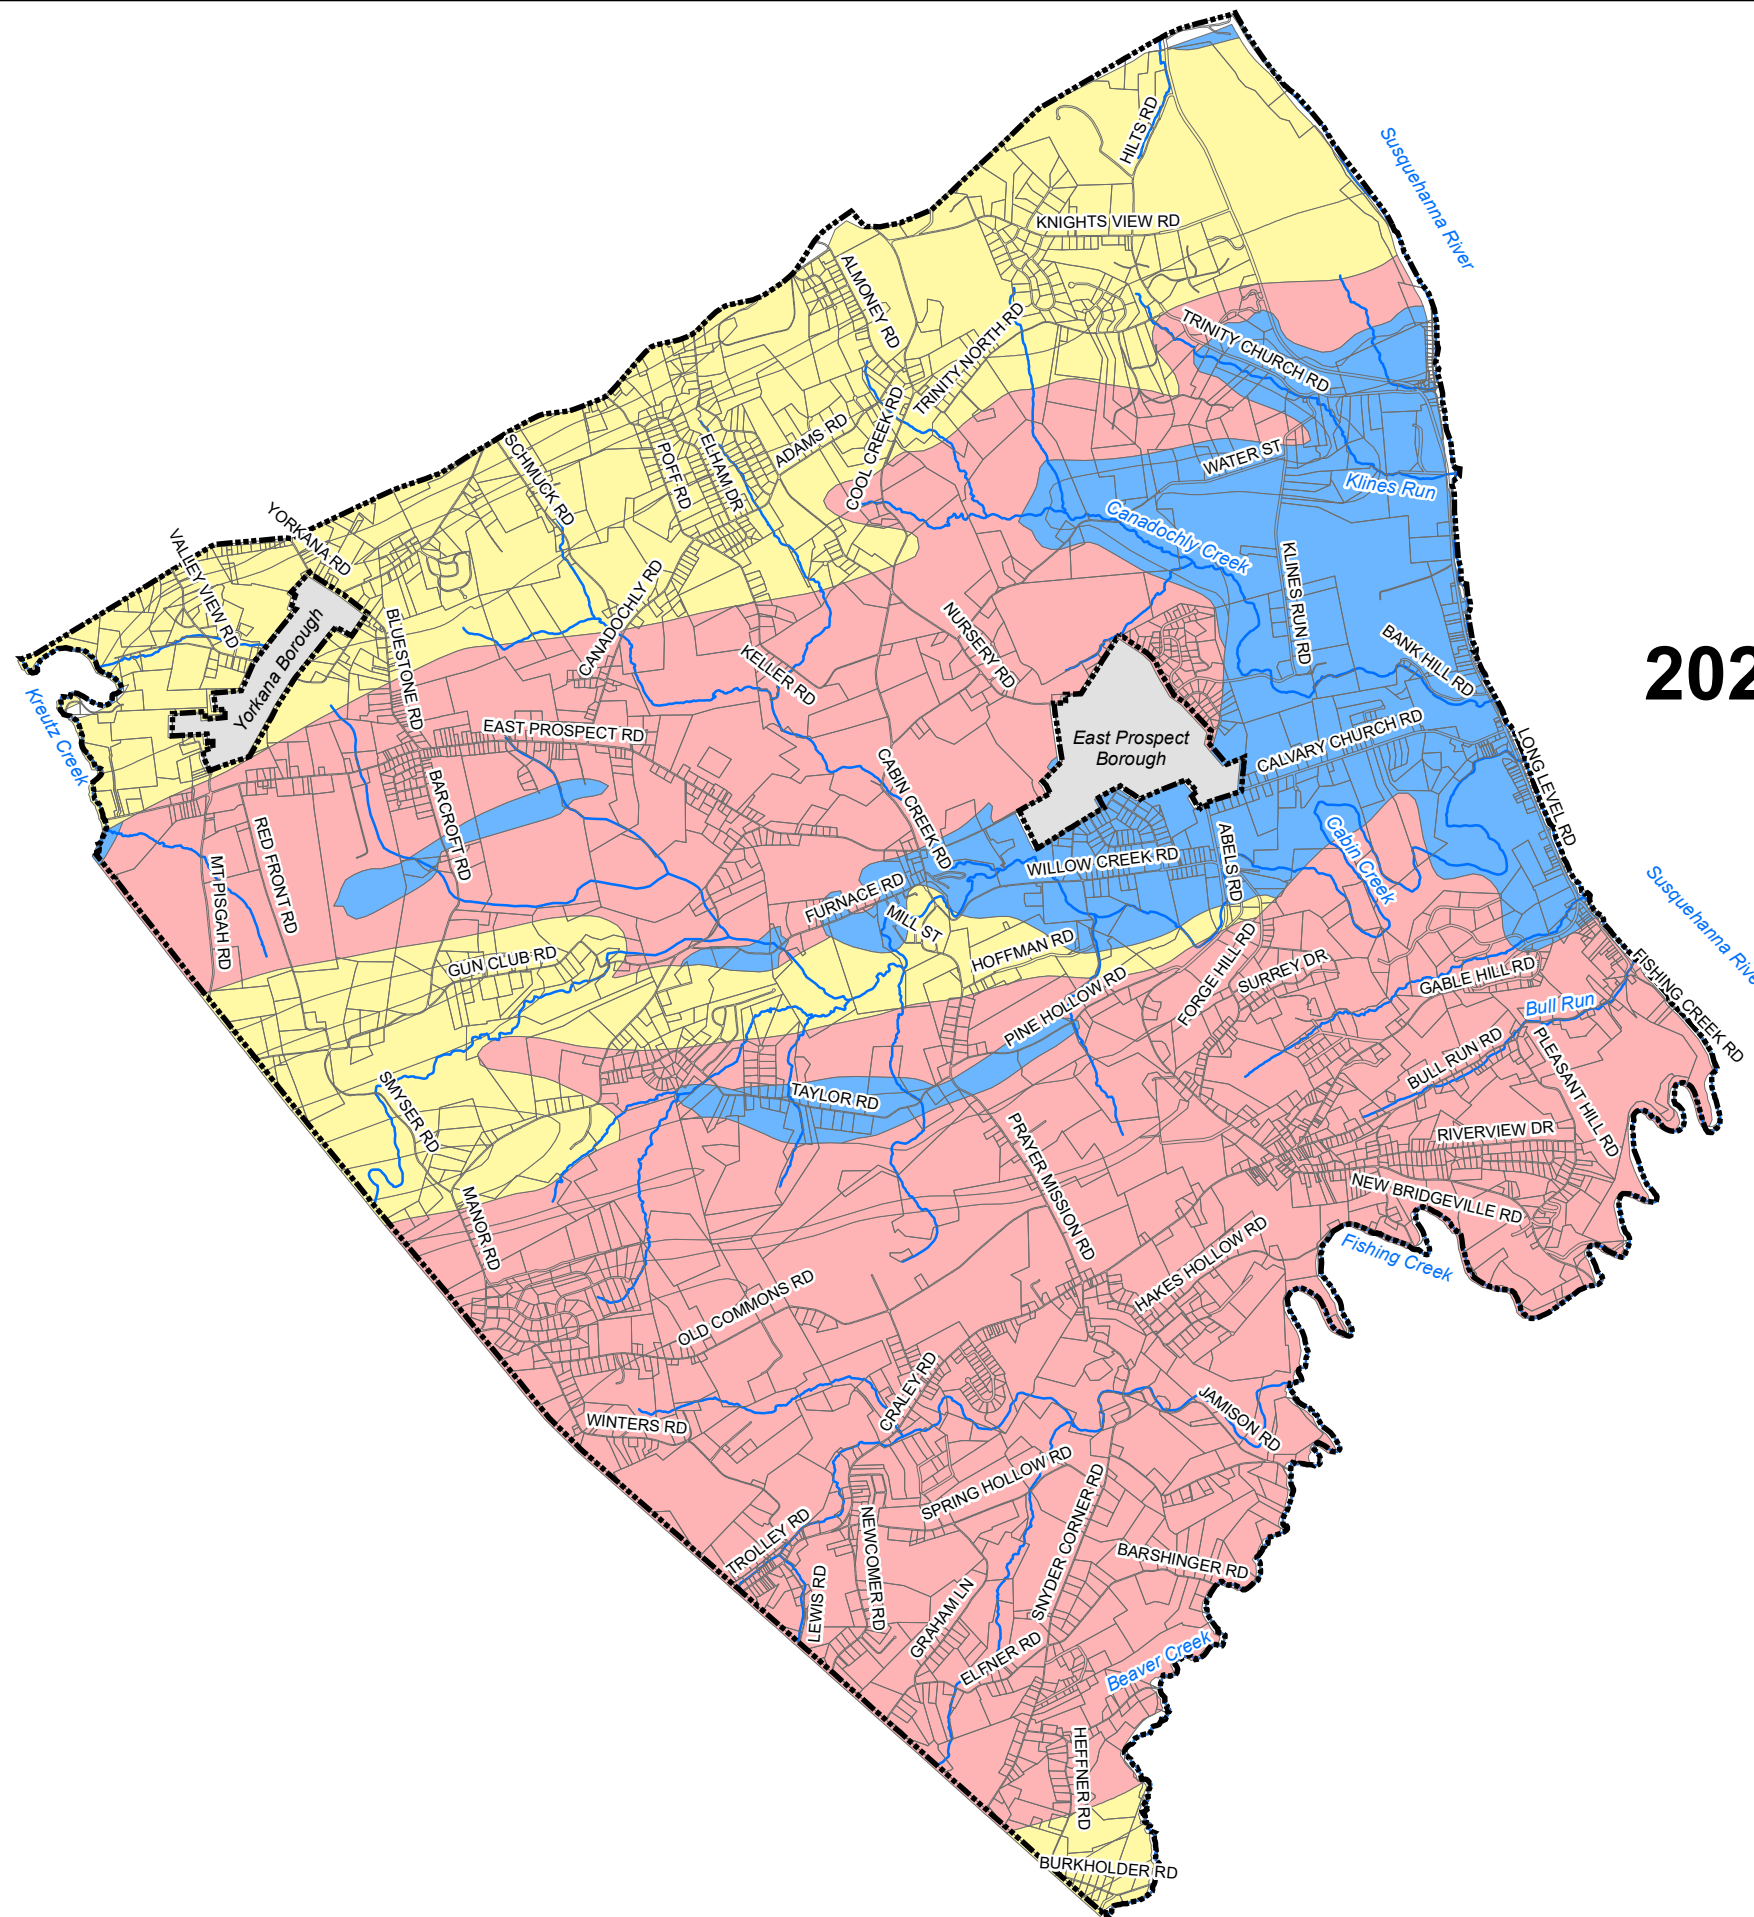 HILTS RD
Susquehanna River
KNIGHTS VIEW RD
ALMONEY RD
TRINITY NORTH RD
TRINITY CHURCH RD
COOL CREEK RD
ADAMS RD
ELHAM DR
POFF RD
SCHMUCK RD
WATER ST
Klines Run
Canadochly Creek
YORKANA RD
VALLEY VIEW RD
Yorkana Borough
BLUESTONE RD
CANADOCHLY RD
KELLER RD
NURSERY RD
KLINES RUN RD
BANK HILL RD
202
Kreutz Creek
EAST PROSPECT RD
East Prospect
Borough
CALVARY CHURCH RD
LONG LEVEL RD
CABIN CREEK RD
BARCROFT RD
RED FRONT RD
MT PISGAH RD
WILLOW CREEK RD
ABELS RD
Cabin Creek
FURNACE RD
MILL ST
Susquehanna Rive
GUN CLUB RD
HOFFMAN RD
FORGE HILL RD
SURREY DR
GABLE HILL RD
FISHING CREEK RD
PINE HOLLOW RD
Bull Run
BULL RUN RD
PLEASANT HILL RD
SMYSER RD
TAYLOR RD
PRAYER MISSION RD
RIVERVIEW DR
NEW BRIDGEVILLE RD
MANOR RD
HAKES HOLLOW RD
Fishing Creek
OLD COMMONS RD
CRALEY RD
JAMISON RD
WINTERS RD
SPRING HOLLOW RD
SNYDER CORNER RD
TROLLEY RD
NEWCOMER RD
BARSHINGER RD
LEWIS RD
GRAHAM LN
ELFNER RD
Beaver Creek
HEFFNER RD
BURKHOLDER RD